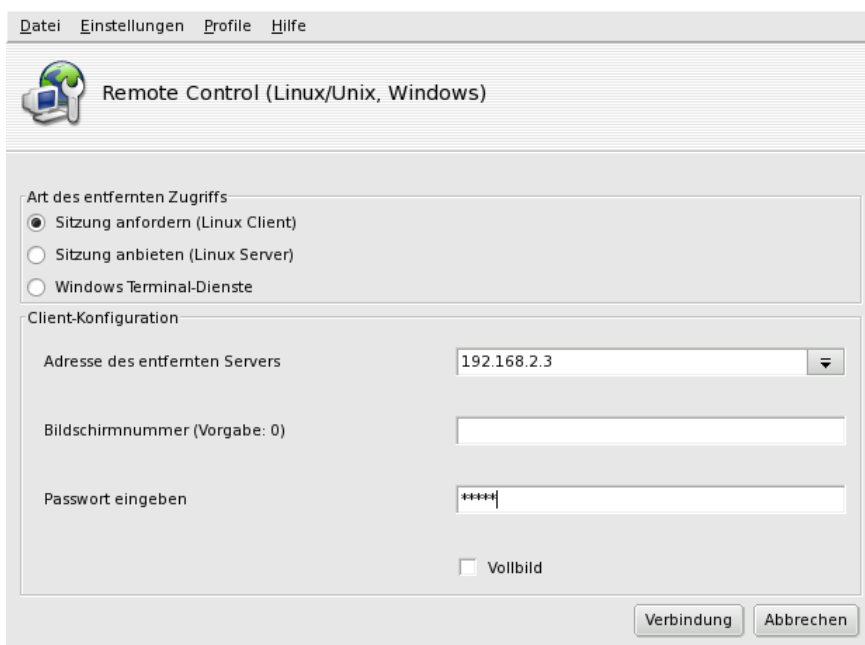 Datei Einstellungen Profile Hilfe
Remote Control (Linux/Unix, Windows)
Art des entfernten Zugriffs
Sitzung anfordern (Linux Client)
Sitzung anbieten (Linux Server)
Windows Terminal-Dienste
Client-Konfiguration
Adresse des entfernten Servers 192.168.2.3
Bildschirmnummer (Vorgabe: 0)
Passwort eingeben *****
Vollbild
Verbindung Abbrechen